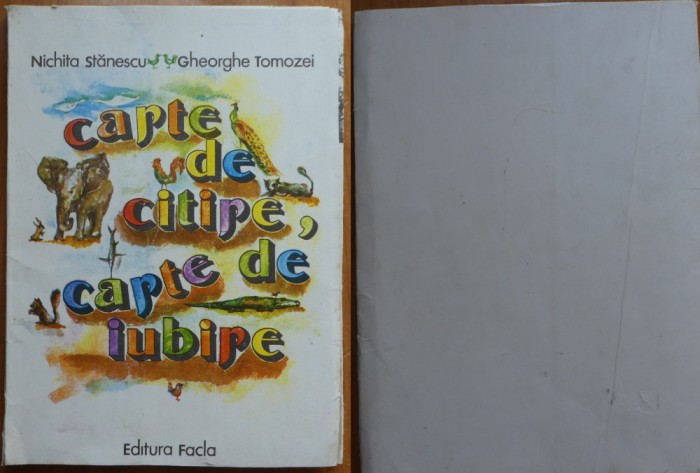 Nichita Stănescu Gheorghe Tomozei
carte
de
citire,
carte de
iubire
Editura Facla